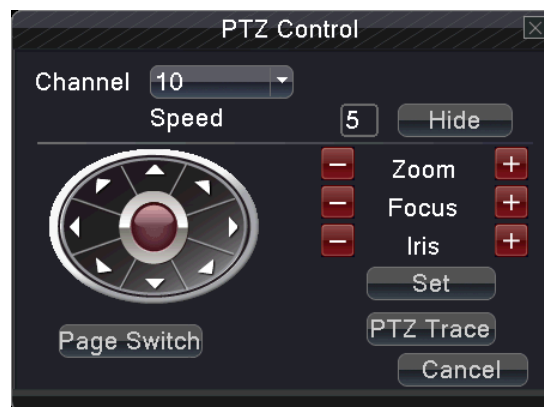 PTZ Control
Channel 10
Speed 5 Hide
Zoom
Focus
Iris
Set
Page Switch PTZ Trace
Cancel